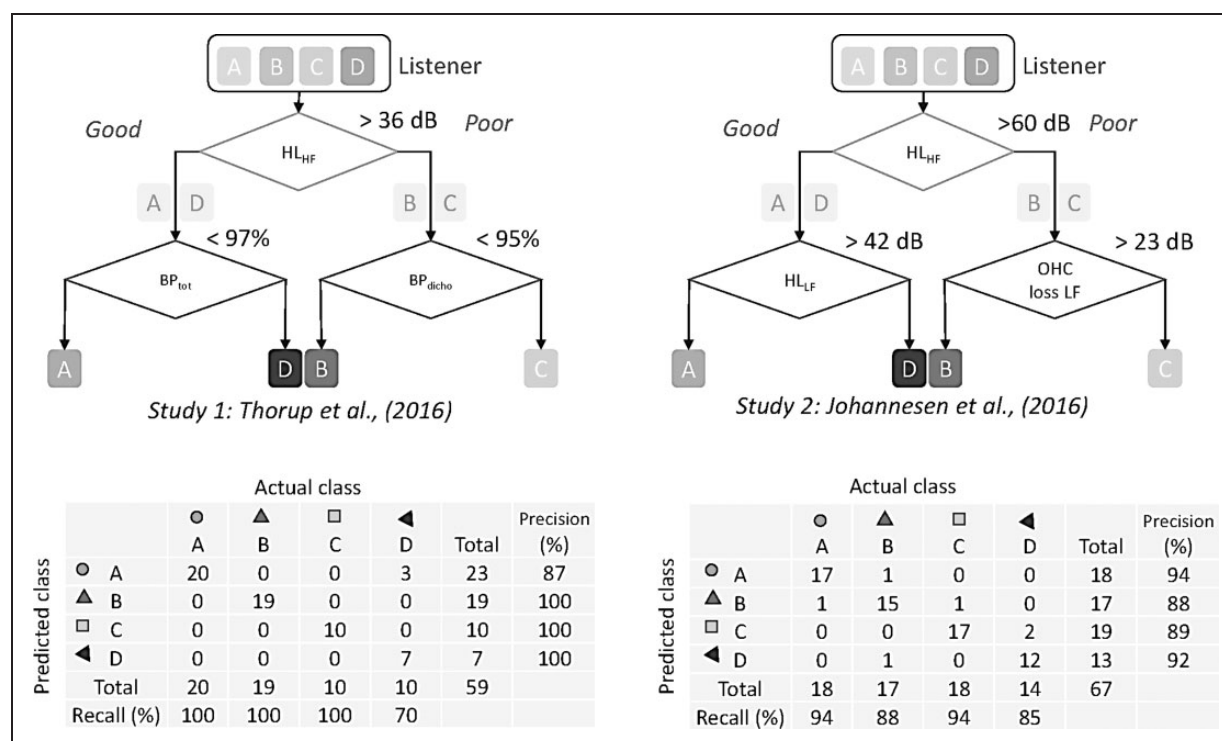 A B C D Listener
Good > 36 dB Poor
HL_HF
A D B C
< 97% < 95%
BP_tot BP_dicho
A D B C
Study 1: Thorup et al., (2016)
Actual class
Precision
A B C D Total (%)
Predicted class
A 20 0 0 3 23 87
B 0 19 0 0 19 100
C 0 0 10 0 10 100
D 0 0 0 7 7 100
Total 20 19 10 10 59
Recall (%) 100 100 100 70
A B C D Listener
Good >60 dB Poor
HL_HF
A D B C
> 42 dB > 23 dB
HL_LF OHC
loss LF
A D B C
Study 2: Johannesen et al., (2016)
Actual class
Precision
A B C D Total (%)
Predicted class
A 17 1 0 0 18 94
B 1 15 1 0 17 88
C 0 0 17 2 19 89
D 0 1 0 12 13 92
Total 18 17 18 14 67
Recall (%) 94 88 94 85